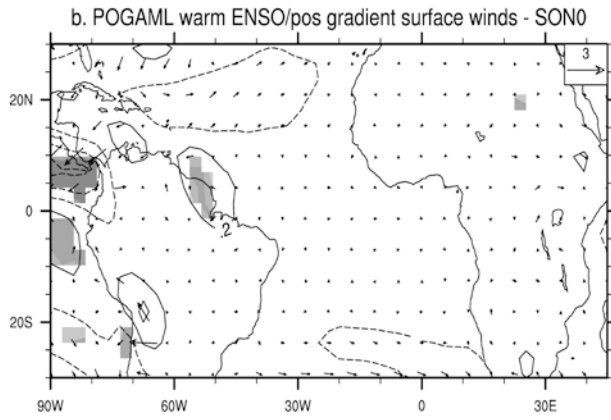 b. POGAML warm ENSO/pos gradient surface winds - SON0
3
20N
0
.2
20S
90W 60W 30W 0 30E